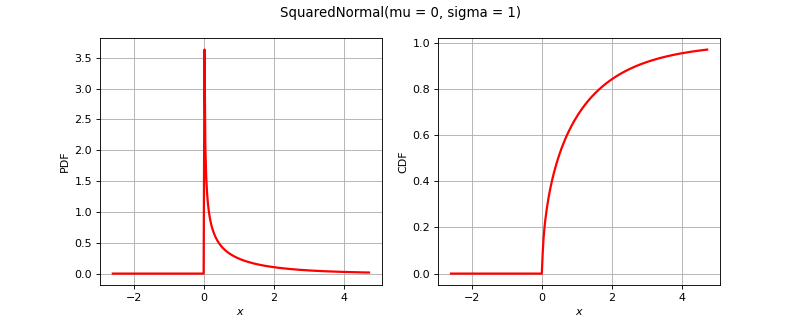 SquaredNormal(mu = 0, sigma = 1)
PDF
3.5
3.0
2.5
2.0
1.5
1.0
0.5
0.0
−2 0 2 4
x
CDF
1.0
0.8
0.6
0.4
0.2
0.0
−2 0 2 4
x